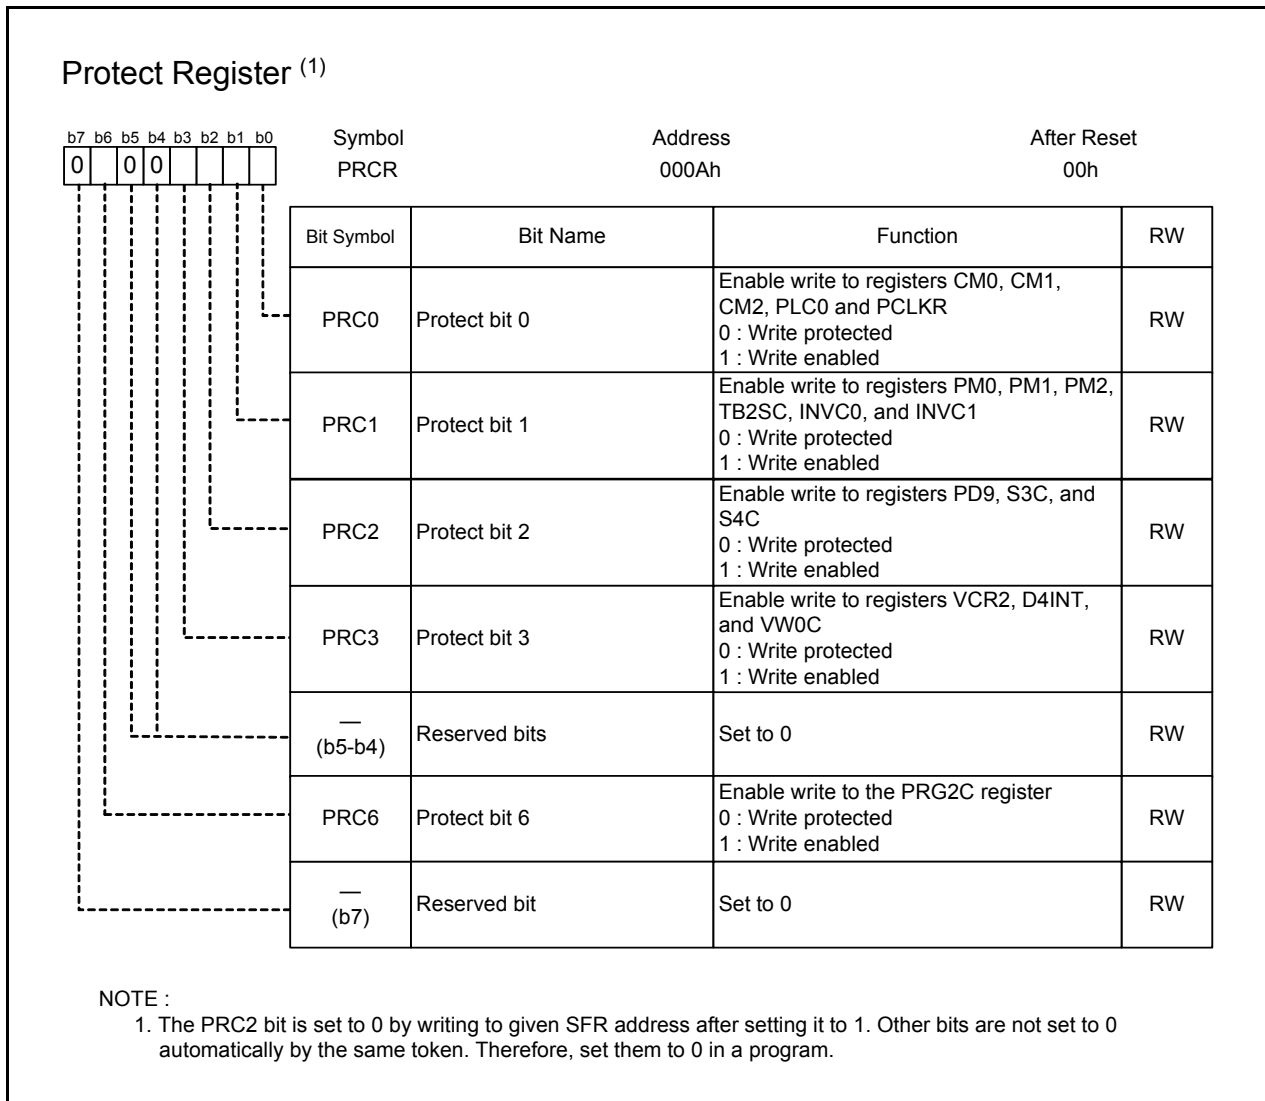 Protect Register (1)
b7 b6 b5 b4 b3 b2 b1 b0
Symbol Address After Reset
0 0 0
PRCR 000Ah 00h
Bit Symbol Bit Name Function RW
PRC0 Protect bit 0 Enable write to registers CM0, CM1,
CM2, PLC0 and PCLKR
0 : Write protected
1 : Write enabled
RW
PRC1 Protect bit 1 Enable write to registers PM0, PM1, PM2,
TB2SC, INVC0, and INVC1
0 : Write protected
1 : Write enabled
RW
PRC2 Protect bit 2 Enable write to registers PD9, S3C, and
S4C
0 : Write protected
1 : Write enabled
RW
PRC3 Protect bit 3 Enable write to registers VCR2, D4INT,
and VW0C
0 : Write protected
1 : Write enabled
RW
—
(b5-b4) Reserved bits Set to 0 RW
PRC6 Protect bit 6 Enable write to the PRG2C register
0 : Write protected
1 : Write enabled
RW
—
(b7) Reserved bit Set to 0 RW
NOTE :
1. The PRC2 bit is set to 0 by writing to given SFR address after setting it to 1. Other bits are not set to 0
automatically by the same token. Therefore, set them to 0 in a program.